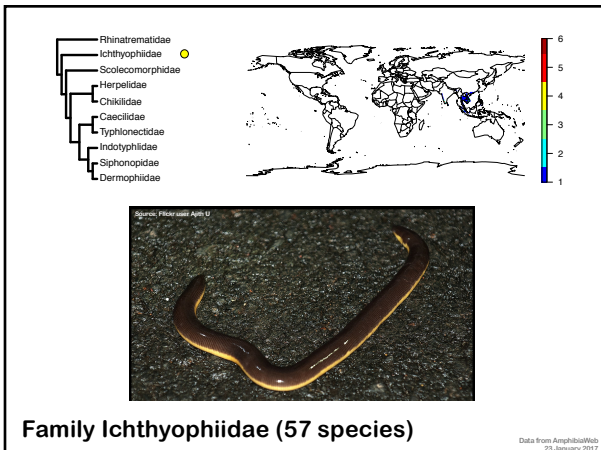 Rhinatrematidae
Ichthyophiidae
Scolecomorphidae
Herpelidae
Chikilidae
Caecilidae
Typhlonectidae
Indotyphlidae
Siphonopidae
Dermophiidae
6
5
4
3
2
1
Source: Flickr user Ajith U
Family Ichthyophiidae (57 species)
Data from AmphibiaWeb
23 January 2017